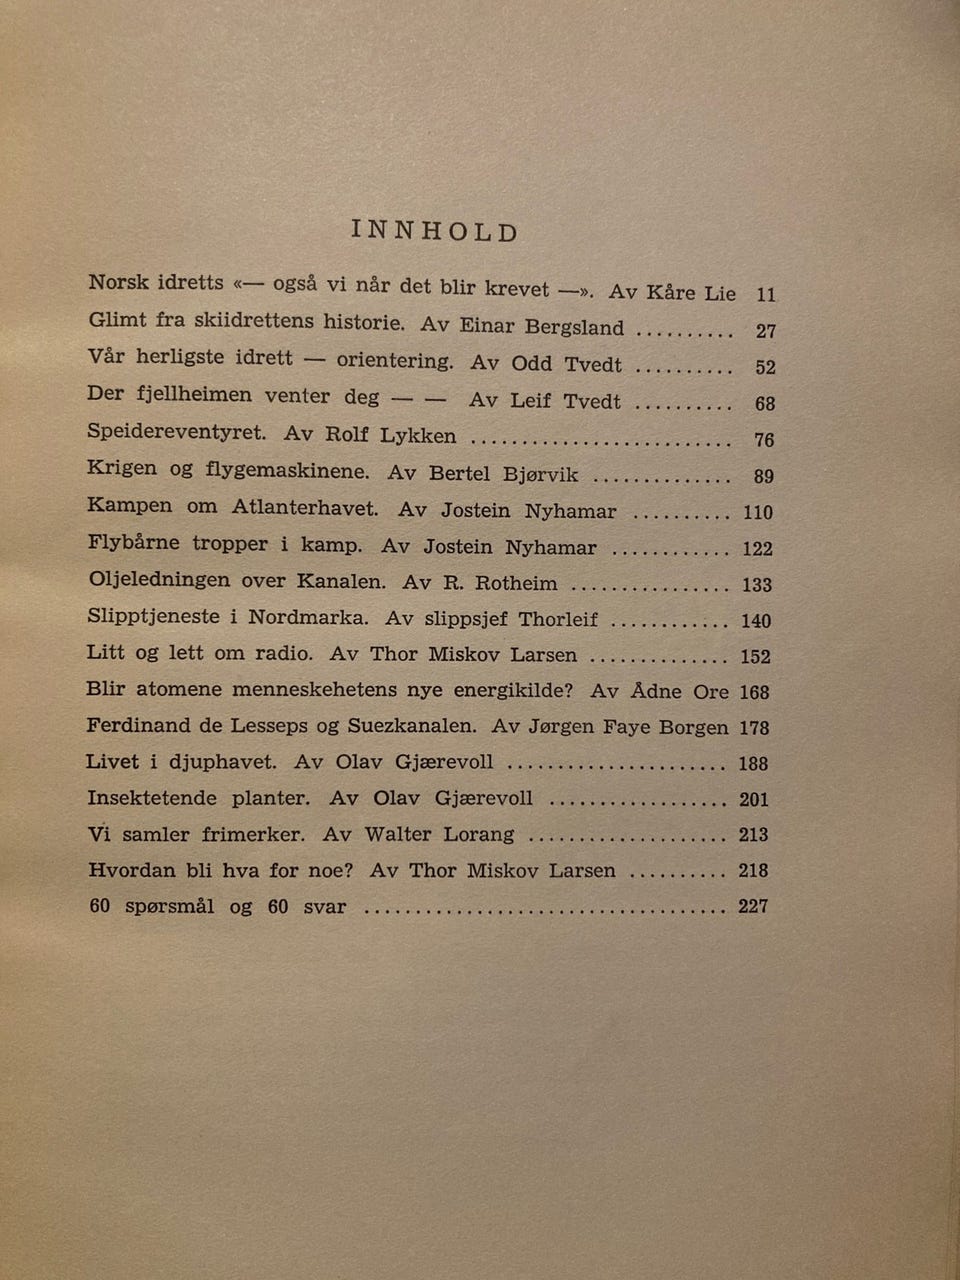 INNHOLD
Norsk idretts «— også vi når det blir krevet —». Av Kåre Lie 11
Glimt fra skiidrettens historie. Av Einar Bergsland .......... 27
Vår herligste idrett — orientering. Av Odd Tvedt .......... 52
Der fjellheimen venter deg — — Av Leif Tvedt .......... 68
Speidereventyret. Av Rolf Lykken .......................... 76
Krigen og flygemaskinene. Av Bertel Bjørvik .............. 89
Kampen om Atlanterhavet. Av Jostein Nyhamar .......... 110
Flybårne tropper i kamp. Av Jostein Nyhamar ............ 122
Oljeledningen over Kanalen. Av R. Rotheim ................ 133
Slipptjeneste i Nordmarka. Av slippsjef Thorleif ............ 140
Litt og lett om radio. Av Thor Miskov Larsen .............. 152
Blir atomene menneskehetens nye energikilde? Av Ådne Ore 168
Ferdinand de Lesseps og Suezkanalen. Av Jørgen Faye Borgen 178
Livet i djuphavet. Av Olav Gjærevoll ...................... 188
Insektetende planter. Av Olav Gjærevoll .................. 201
Vi samler frimerker. Av Walter Lorang .................... 213
Hvordan bli hva for noe? Av Thor Miskov Larsen .......... 218
60 spørsmål og 60 svar .................................... 227